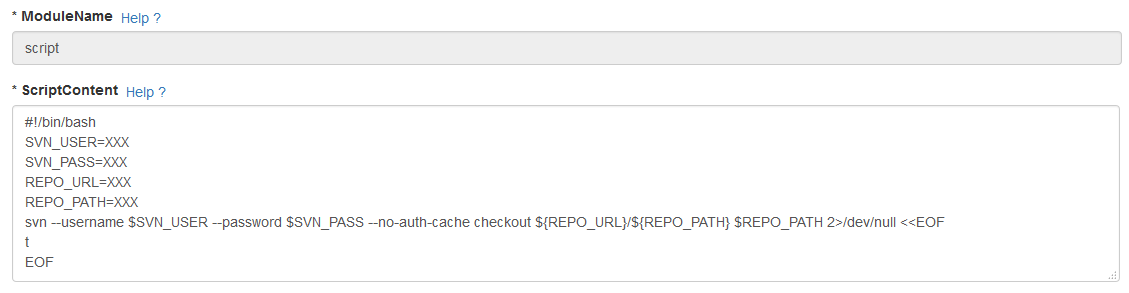 * ModuleName Help ?
script
* ScriptContent Help ?
#!/bin/bash
SVN_USER=XXX
SVN_PASS=XXX
REPO_URL=XXX
REPO_PATH=XXX
svn --username $SVN_USER --password $SVN_PASS --no-auth-cache checkout ${REPO_URL}/${REPO_PATH} $REPO_PATH 2>/dev/null <<EOF
t
EOF